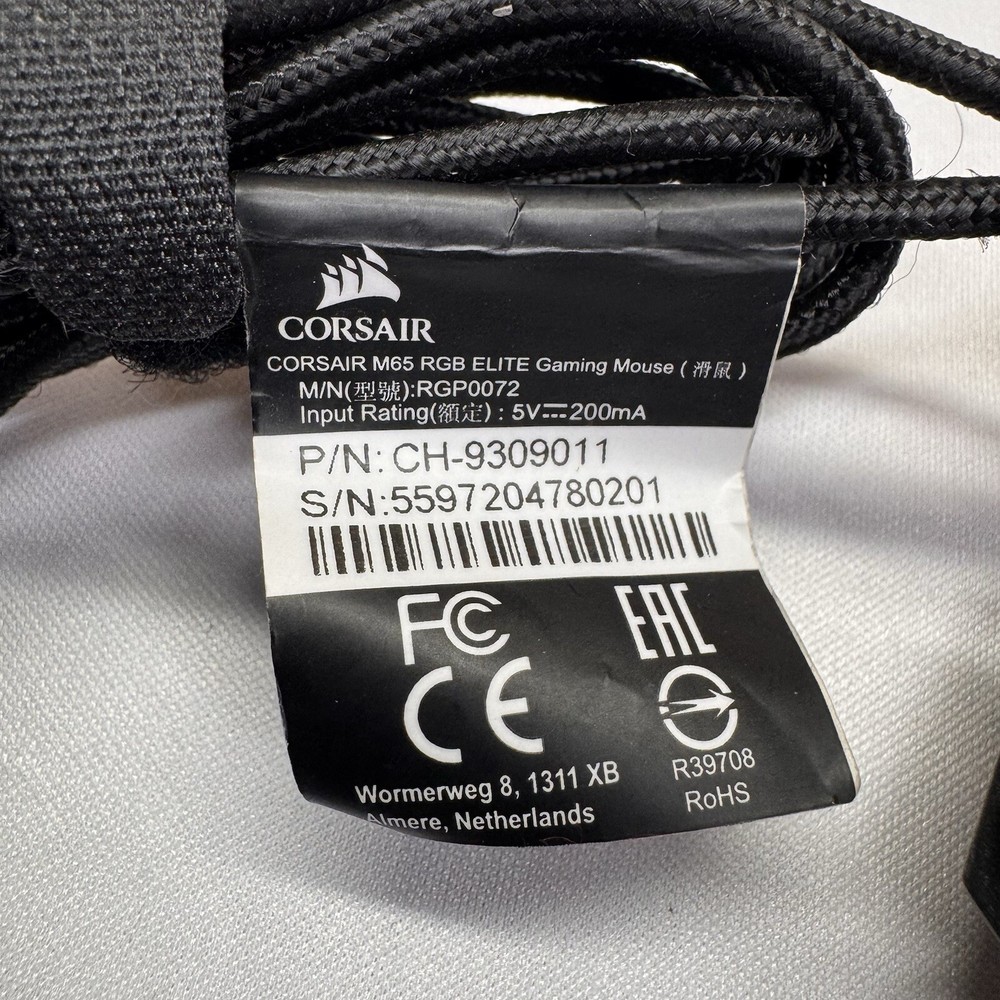 CORSAIR
CORSAIR M65 RGB ELITE Gaming Mouse ( 滑鼠 )
M/N(型號):RGP0072
Input Rating(額定) : 5V⎓200mA
P/N: CH-9309011
S/N:5597204780201
FC
EAC
CE
R39708
RoHS
Wormerweg 8, 1311 XB
Almere, Netherlands